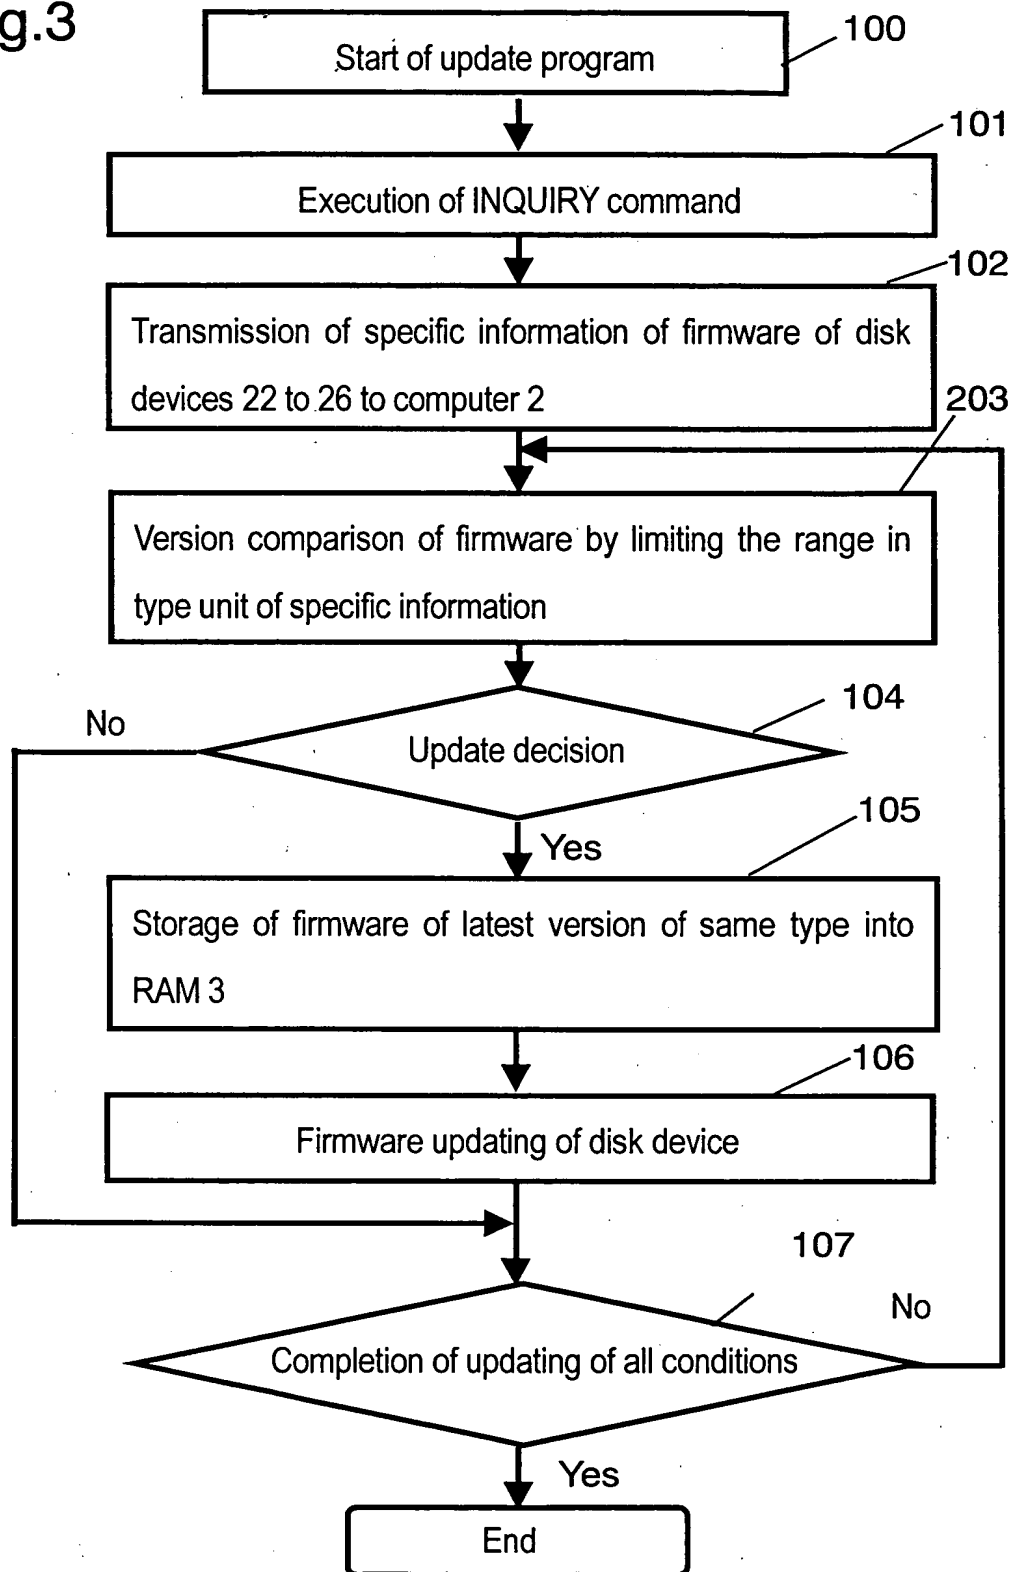 g.3
Start of update program
100
101
Execution of INQUIRY command
102
Transmission of specific information of firmware of disk
devices 22 to 26 to computer 2
203
Version comparison of firmware by limiting the range in
type unit of specific information
104
No
Update decision
105
Yes
Storage of firmware of latest version of same type into
RAM 3
106
Firmware updating of disk device
107
No
Completion of updating of all conditions
Yes
End